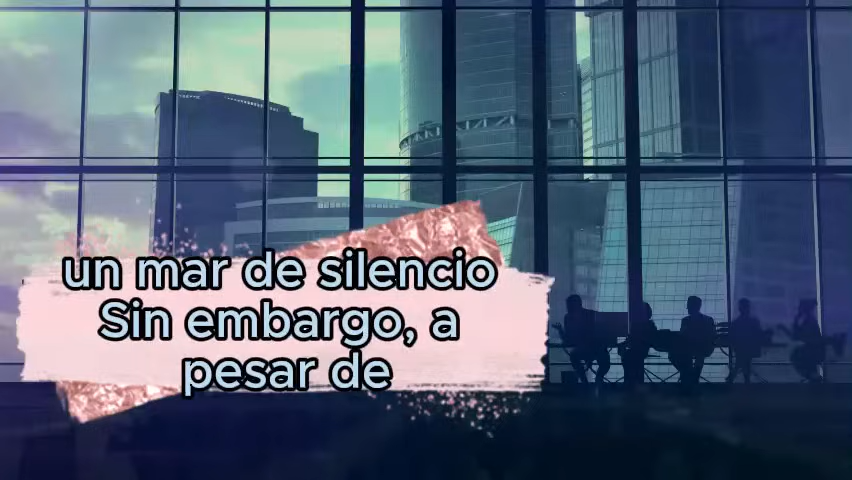 un mar de silencio
Sin embargo, a
pesar de